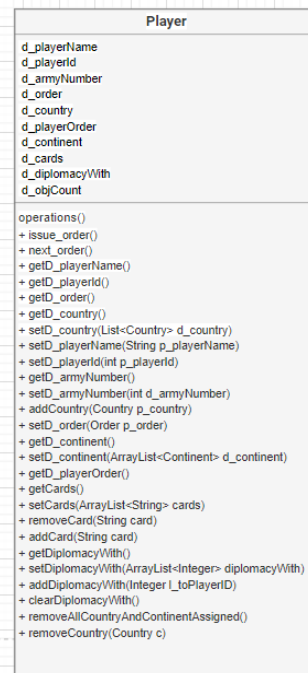 Player
d_playerName
d_playerId
d_armyNumber
d_order
d_country
d_playerOrder
d_continent
d_cards
d_diplomacyWith
d_objCount
operations()
+ issue_order()
+ next_order()
+ getD_playerName()
+ getD_playerId()
+ getD_order()
+ getD_country()
+ setD_country(List<Country> d_country)
+ setD_playerName(String p_playerName)
+ setD_playerId(int p_playerId)
+ getD_armyNumber()
+ setD_armyNumber(int d_armyNumber)
+ addCountry(Country p_country)
+ setD_order(Order p_order)
+ getD_continent()
+ setD_continent(ArrayList<Continent> d_continent)
+ getD_playerOrder()
+ getCards()
+ setCards(ArrayList<String> cards)
+ removeCard(String card)
+ addCard(String card)
+ getDiplomacyWith()
+ setDiplomacyWith(ArrayList<Integer> diplomacyWith)
+ addDiplomacyWith(Integer l_toPlayerID)
+ clearDiplomacyWith()
+ removeAllCountryAndContinentAssigned()
+ removeCountry(Country c)